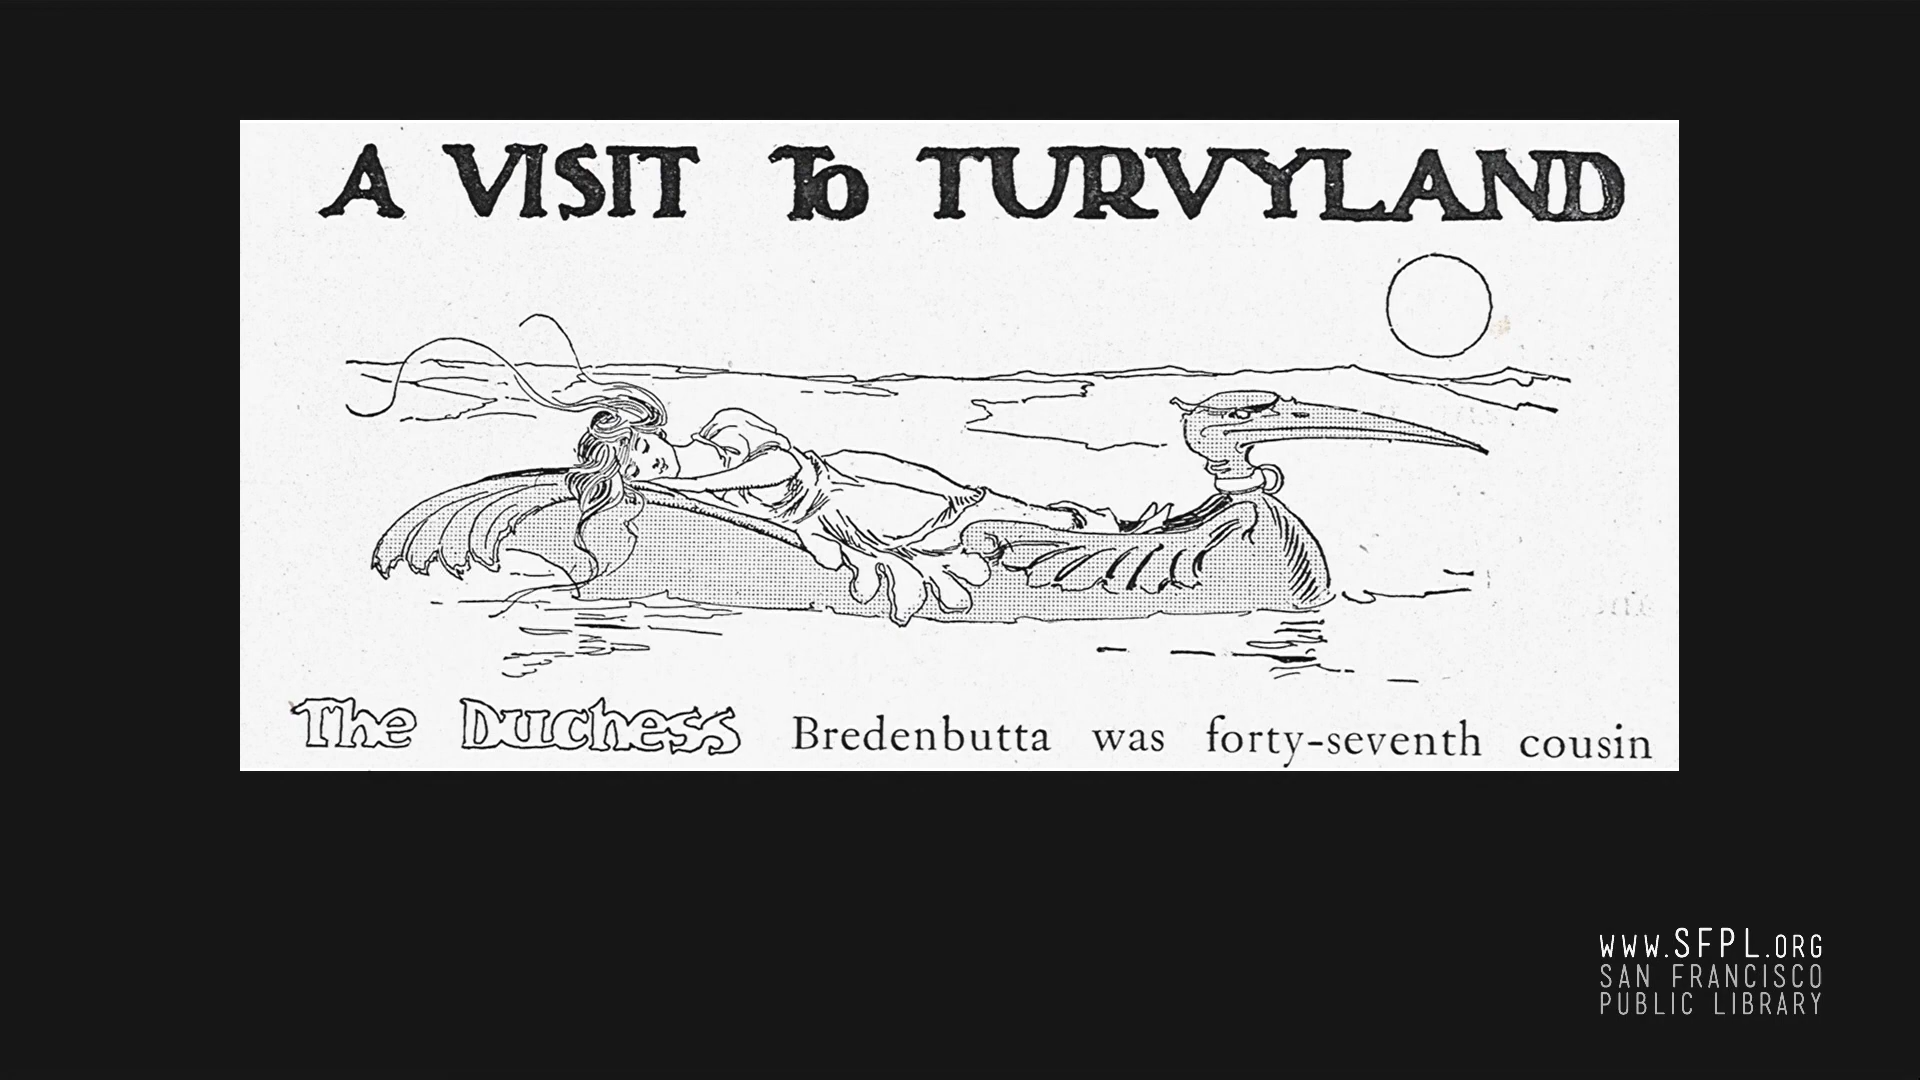 A VISIT To TURVYLAND
The Duchess Bredenbutta was forty-seventh cousin
WWW.SFPL.ORG
SAN FRANCISCO
PUBLIC LIBRARY